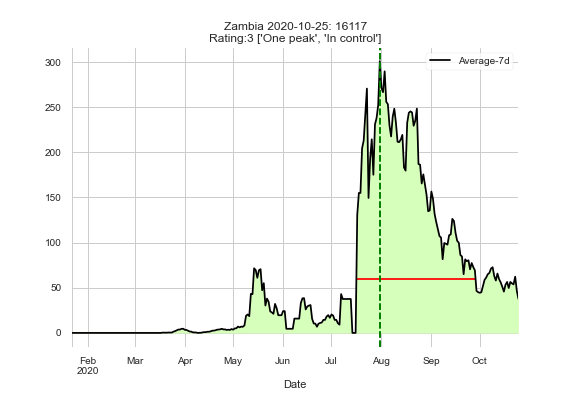 Zambia 2020-10-25: 16117
Rating:3 ['One peak', 'In control']
Average-7d
300
250
200
150
100
50
0
Feb Mar Apr May Jun Jul Aug Sep Oct
2020
Date